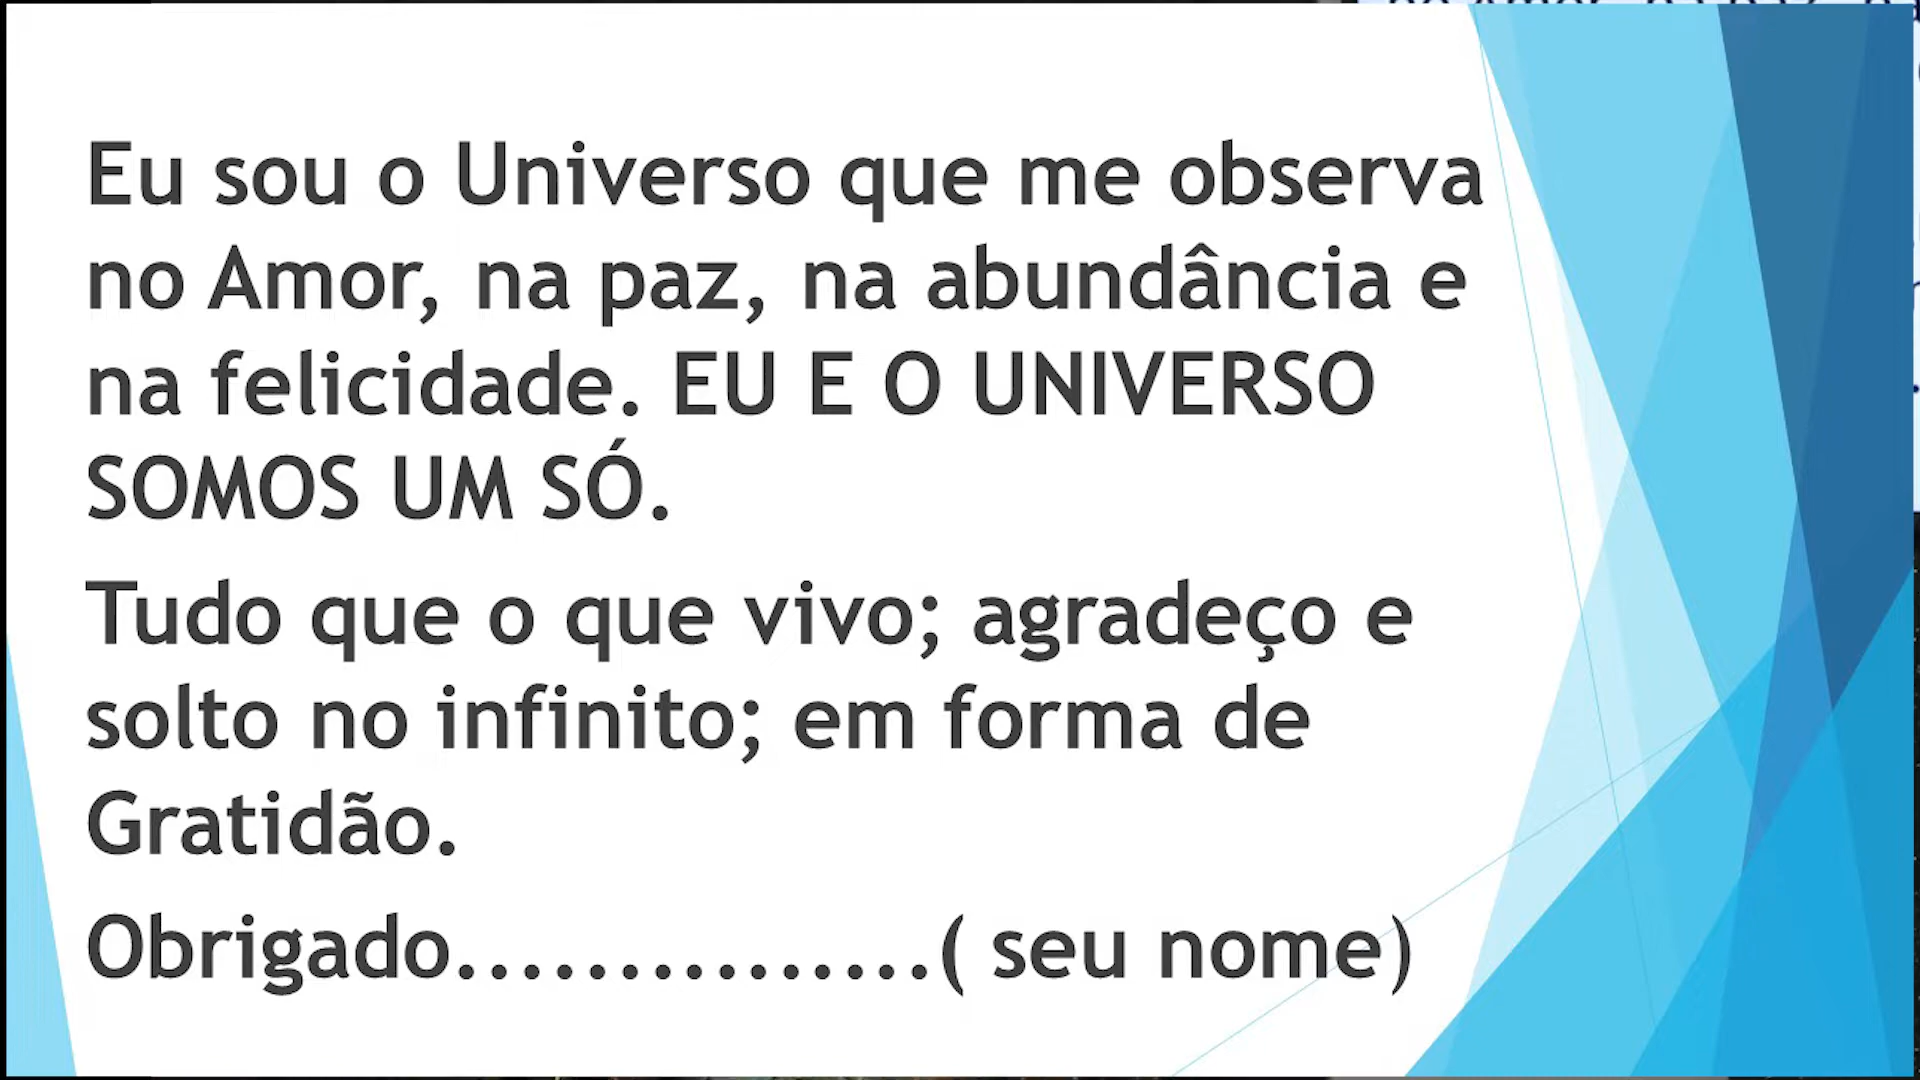 Eu sou o Universo que me observa
no Amor, na paz, na abundância e
na felicidade. EU E O UNIVERSO
SOMOS UM SÓ.
Tudo que o que vivo; agradeço e
solto no infinito; em forma de
Gratidão.
Obrigado...............( seu nome)